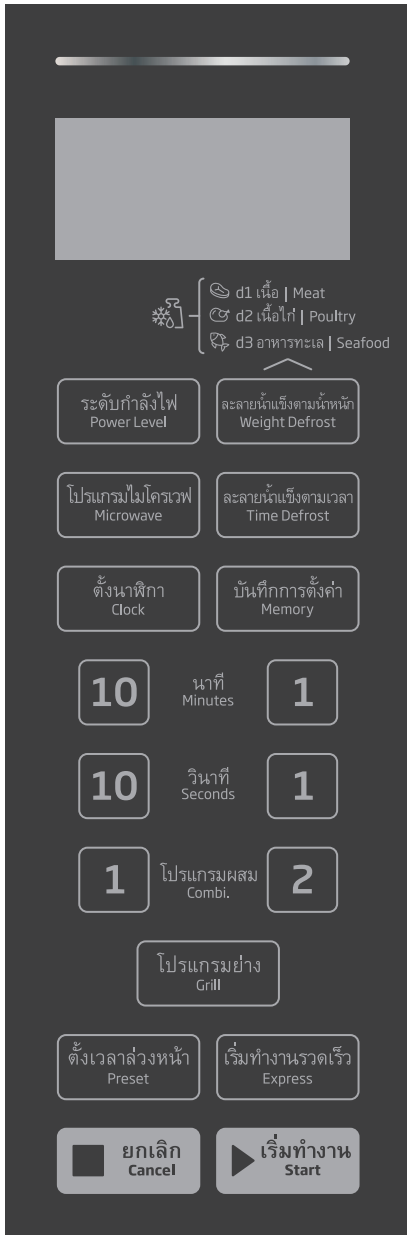 d1 เนื้อ | Meat
d2 เนื้อไก่ | Poultry
d3 อาหารทะเล | Seafood
ระดับกำลังไฟ
Power Level
ละลายน้ำแข็งตามน้ำหนัก
Weight Defrost
โปรแกรมไมโครเวฟ
Microwave
ละลายน้ำแข็งตามเวลา
Time Defrost
ตั้งนาฬิกา
Clock
บันทึกการตั้งค่า
Memory
10
นาที
Minutes
1
10
วินาที
Seconds
1
1
โปรแกรมผสม
Combi.
2
โปรแกรมย่าง
Grill
ตั้งเวลาล่วงหน้า
Preset
เริ่มทำงานรวดเร็ว
Express
ยกเลิก
Cancel
เริ่มทำงาน
Start